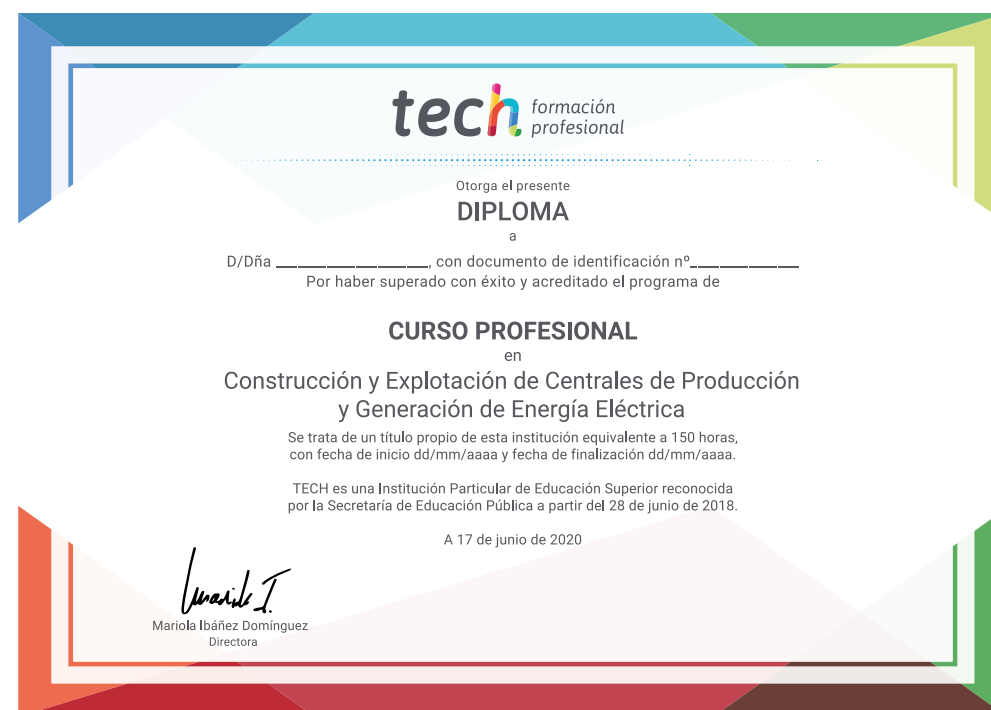 tech formación
profesional
Otorga el presente
DIPLOMA
a
D/Dña ____________________, con documento de identificación nº______________
Por haber superado con éxito y acreditado el programa de
CURSO PROFESIONAL
en
Construcción y Explotación de Centrales de Producción
y Generación de Energía Eléctrica
Se trata de un título propio de esta institución equivalente a 150 horas,
con fecha de inicio dd/mm/aaaa y fecha de finalización dd/mm/aaaa.
TECH es una Institución Particular de Educación Superior reconocida
por la Secretaría de Educación Pública a partir del 28 de junio de 2018.
A 17 de junio de 2020
Mariola I.
Mariola Ibáñez Domínguez
Directora